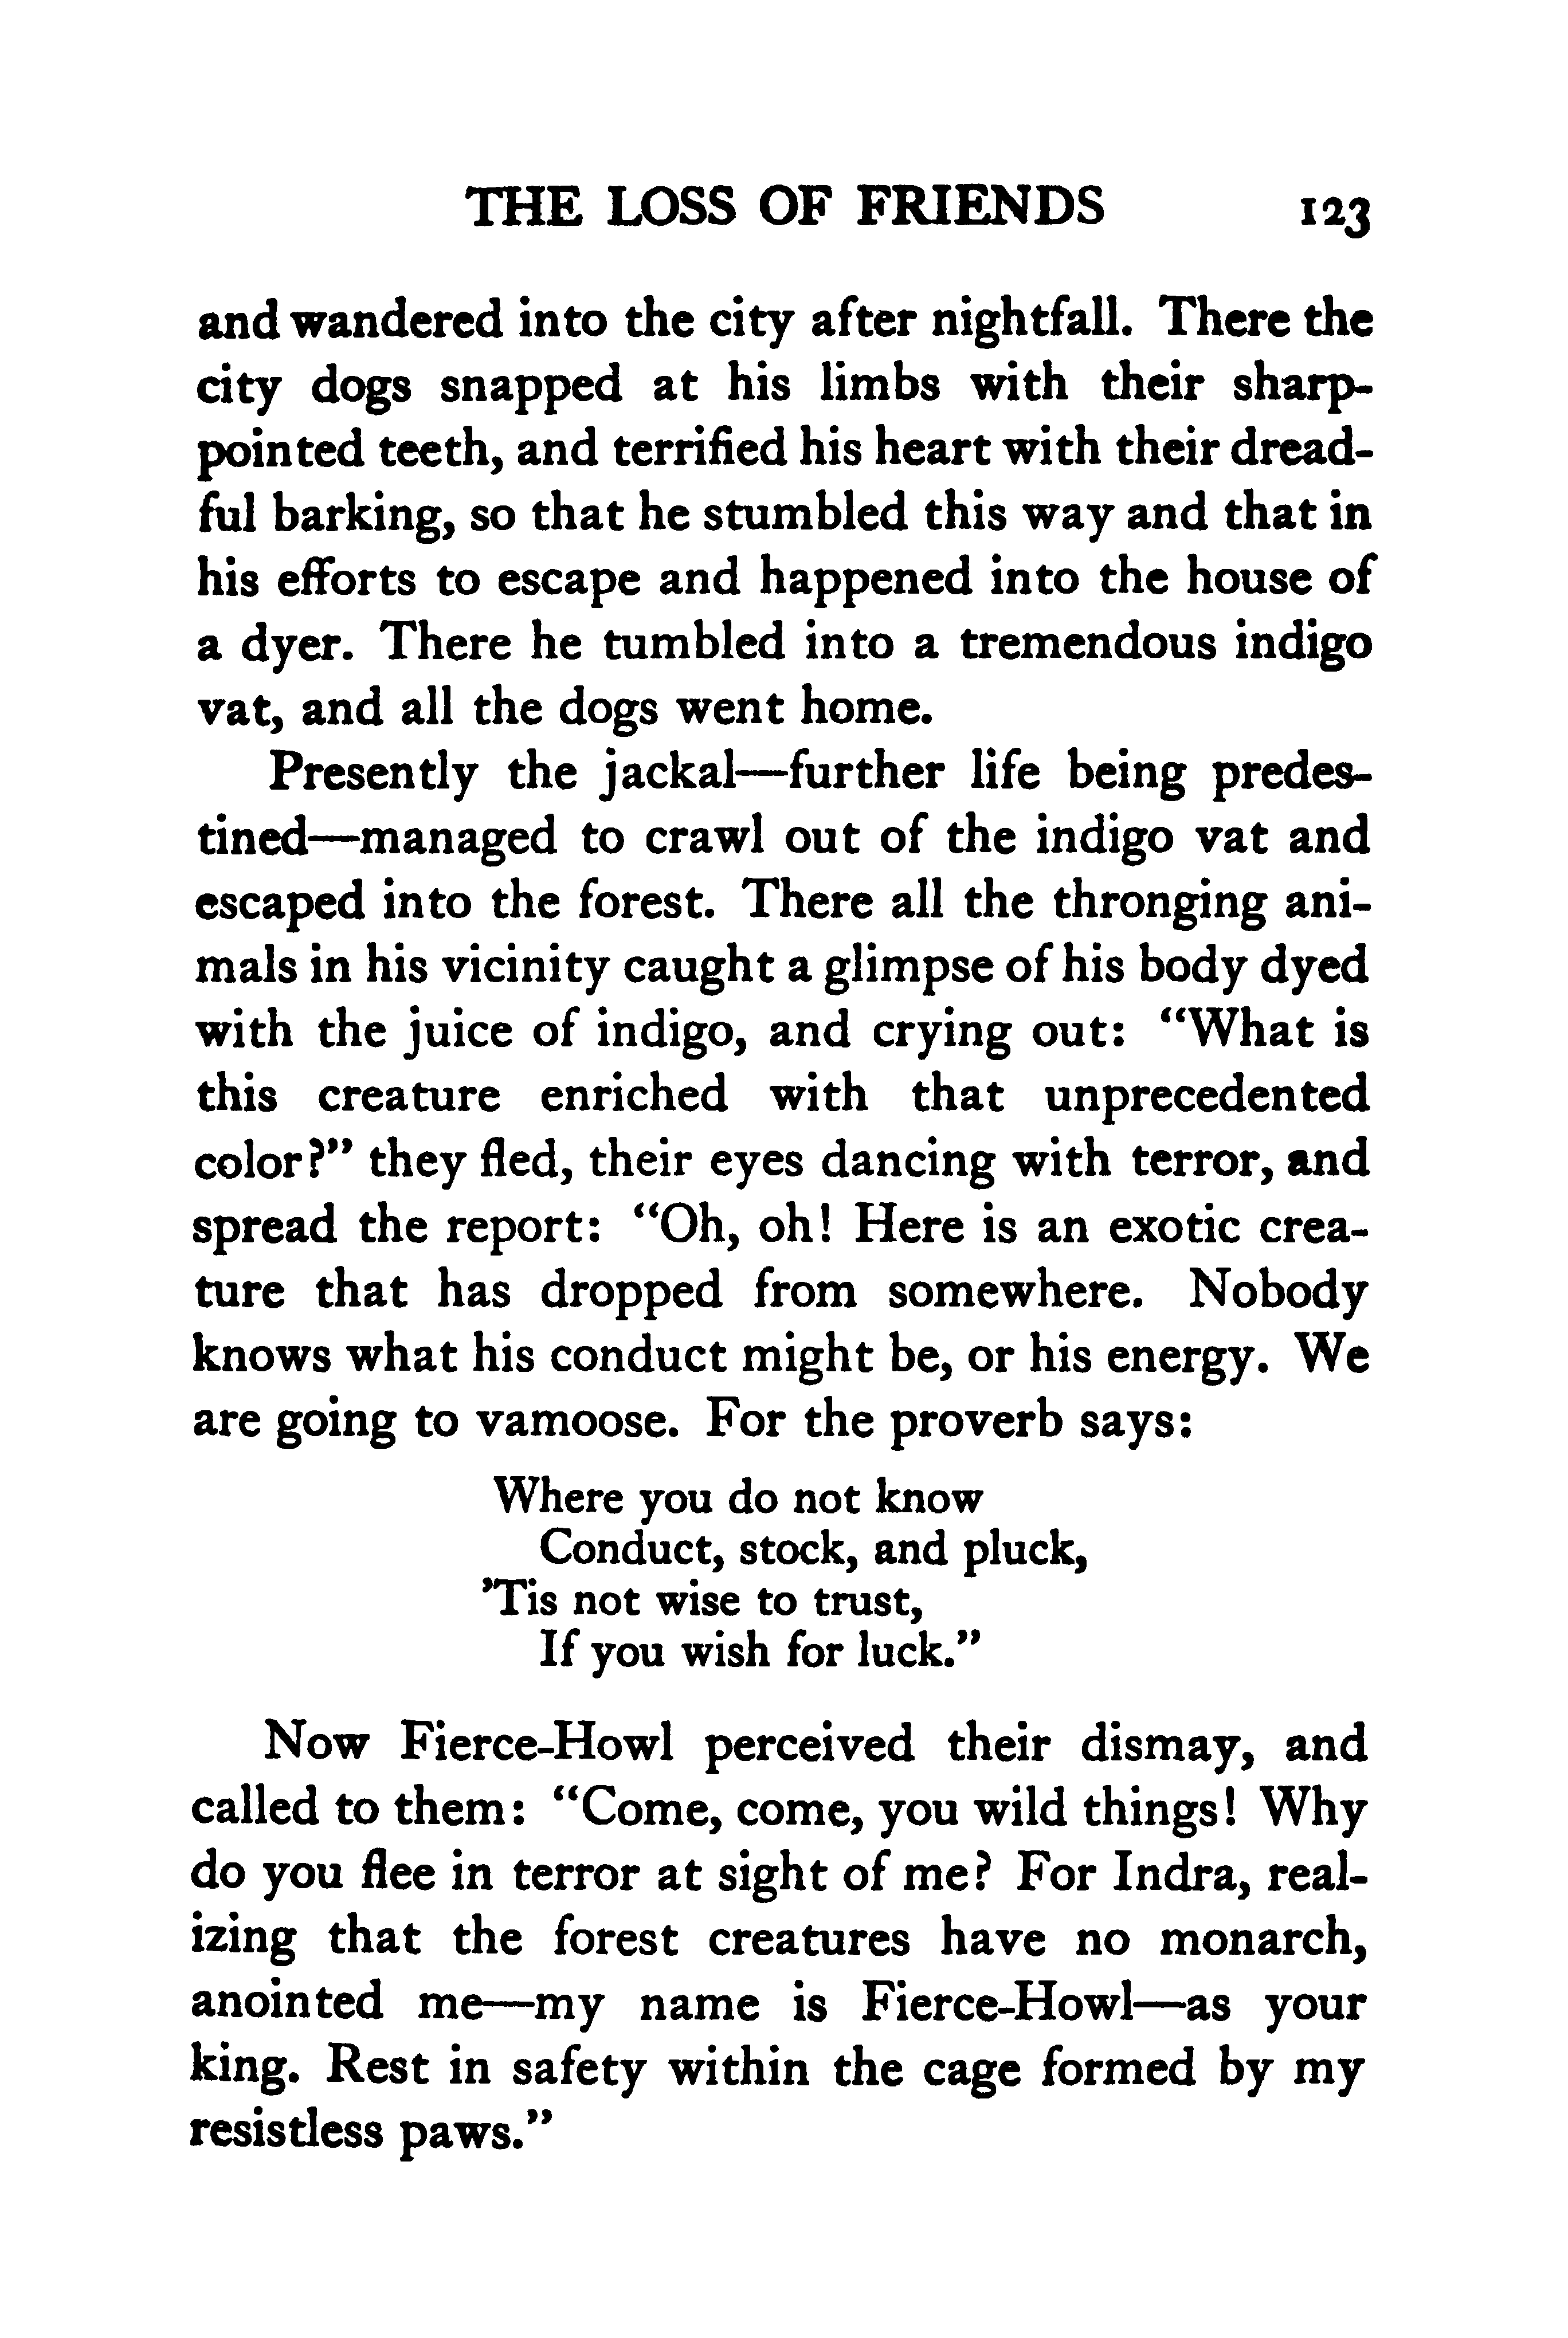 THE LOSS OF FRIENDS 123
and wandered into the city after nightfall. There the
city dogs snapped at his limbs with their sharp-
pointed teeth, and terrified his heart with their dread-
ful barking, so that he stumbled this way and that in
his efforts to escape and happened into the house of
a dyer. There he tumbled into a tremendous indigo
vat, and all the dogs went home.
Presently the jackal—further life being predes-
tined—managed to crawl out of the indigo vat and
escaped into the forest. There all the thronging ani-
mals in his vicinity caught a glimpse of his body dyed
with the juice of indigo, and crying out: “What is
this creature enriched with that unprecedented
color?” they fled, their eyes dancing with terror, and
spread the report: “Oh, oh! Here is an exotic crea-
ture that has dropped from somewhere. Nobody
knows what his conduct might be, or his energy. We
are going to vamoose. For the proverb says:
Where you do not know
Conduct, stock, and pluck,
’Tis not wise to trust,
If you wish for luck.”
Now Fierce-Howl perceived their dismay, and
called to them: “Come, come, you wild things! Why
do you flee in terror at sight of me? For Indra, real-
izing that the forest creatures have no monarch,
anointed me—my name is Fierce-Howl—as your
king. Rest in safety within the cage formed by my
resistless paws.”